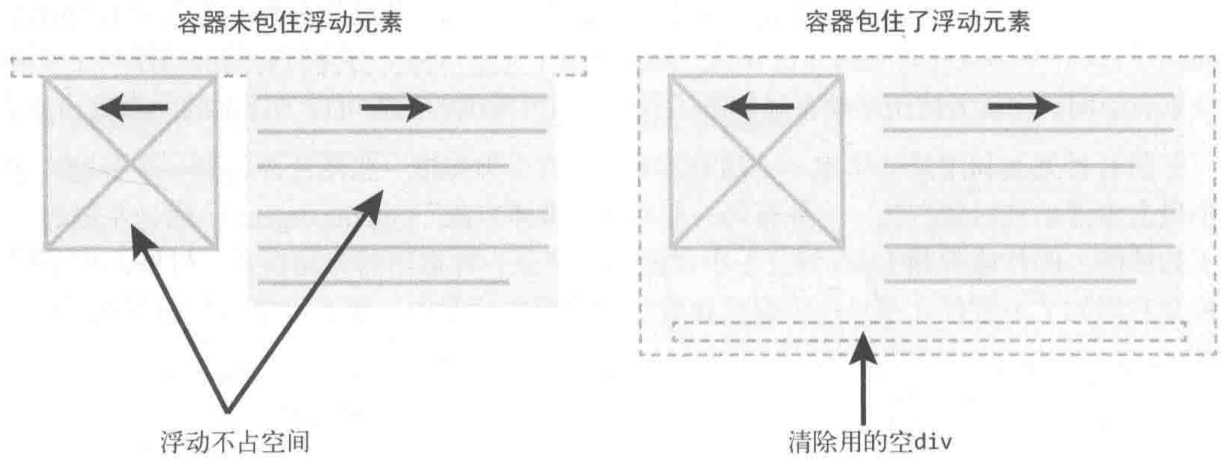 容器未包住浮动元素
容器包住了浮动元素
浮动不占空间
清除用的空div